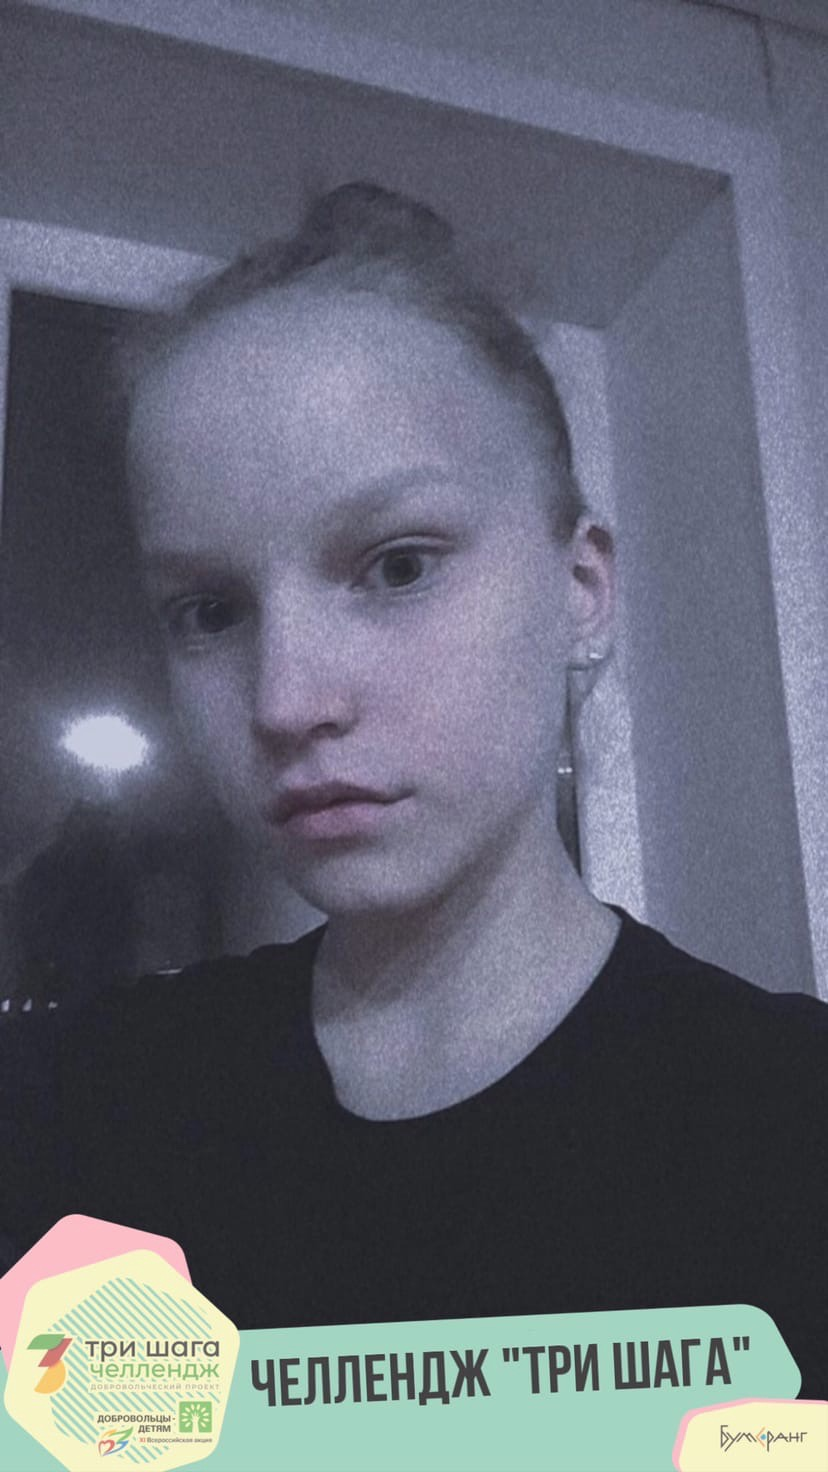 три шага
челлендж
ДОБРОВОЛЬЧЕСКИЙ ПРОЕКТ
ДОБРОВОЛЬЦЫ-
ДЕТЯМ
XI Всероссийская акция
ЧЕЛЛЕНДЖ "ТРИ ШАГА"
БУМЕРАНГ